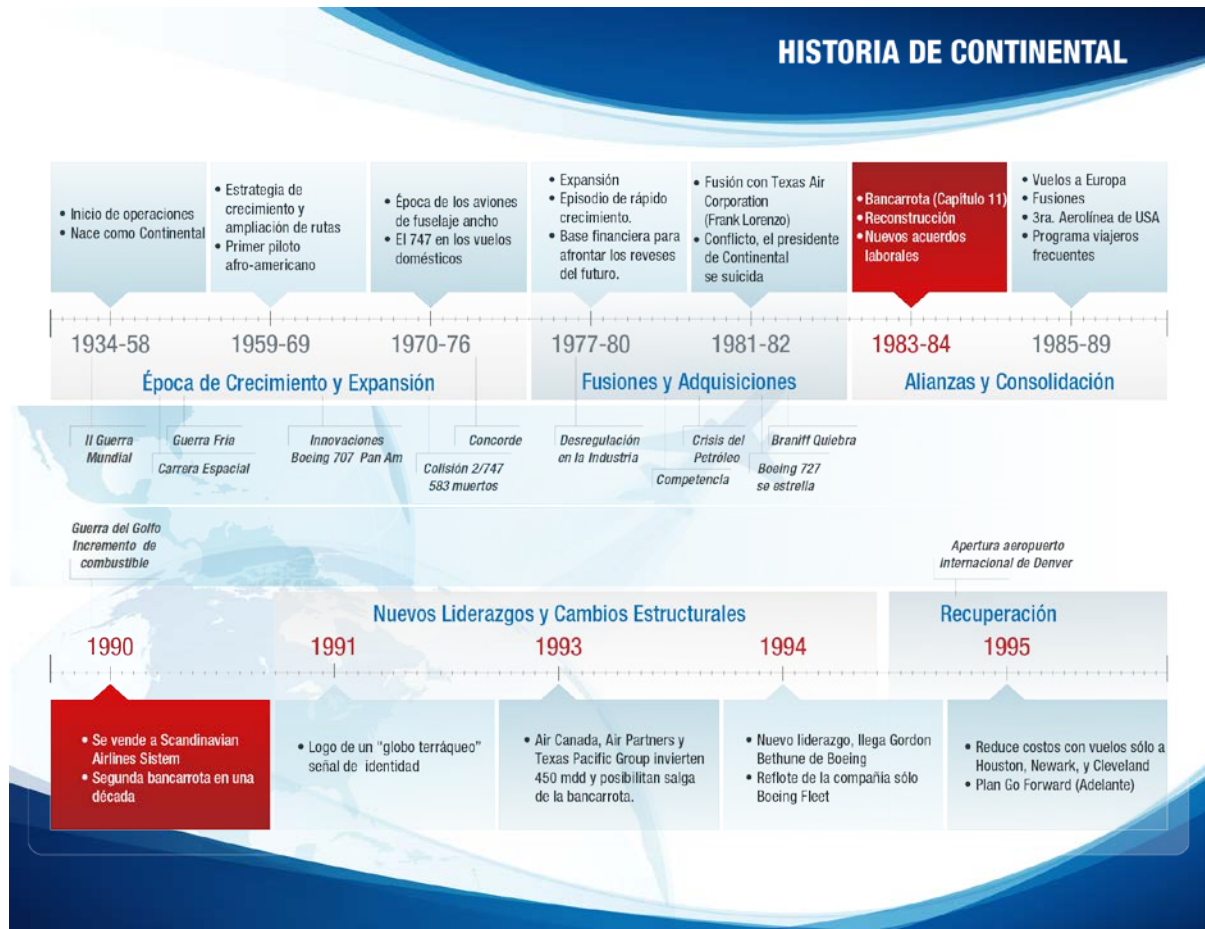 HISTORIA DE CONTINENTAL
• Inicio de operaciones
• Nace como Continental
• Estrategia de
crecimiento y
ampliación de rutas
• Primer piloto
afro-americano
• Época de los aviones
de fuselaje ancho
• El 747 en los vuelos
domésticos
• Expansión
• Episodio de rápido
crecimiento.
• Base financiera para
afrontar los reveses
del futuro.
• Fusión con Texas Air
Corporation
(Frank Lorenzo)
• Conflicto, el presidente
de Continental
se suicida
• Bancarrota (Capítulo 11)
• Reconstrucción
• Nuevos acuerdos
laborales
• Vuelos a Europa
• Fusiones
• 3ra. Aerolínea de USA
• Programa viajeros
frecuentes
1934-58
1959-69
1970-76
1977-80
1981-82
1983-84
1985-89
Época de Crecimiento y Expansión
Fusiones y Adquisiciones
Alianzas y Consolidación
II Guerra
Mundial
Guerra Fría
Carrera Espacial
Innovaciones
Boeing 707 Pan Am
Colisión 2/747
583 muertos
Concorde
Desregulación
en la Industria
Competencia
Crisis del
Petróleo
Boeing 727
se estrella
Braniff Quiebra
Guerra del Golfo
Incremento de
combustible
Apertura aeropuerto
Internacional de Denver
Nuevos Liderazgos y Cambios Estructurales
Recuperación
1990
1991
1993
1994
1995
• Se vende a Scandinavian
Airlines Sistem
• Segunda bancarrota en una
década
• Logo de un "globo terráqueo"
señal de identidad
• Air Canada, Air Partners y
Texas Pacific Group invierten
450 mdd y posibilitan salga
de la bancarrota.
• Nuevo liderazgo, llega Gordon
Bethune de Boeing
• Reflote de la compañía sólo
Boeing Fleet
• Reduce costos con vuelos sólo a
Houston, Newark, y Cleveland
• Plan Go Forward (Adelante)